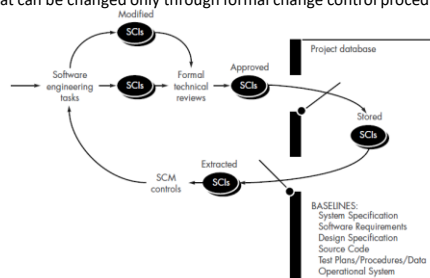 at can be changed only through formal change control proced
Modified
SCIs
Project database
Approved
Software
engineering
tasks
SCIs
Formal
technical
reviews
SCIs
Stored
SCIs
Extracted
SCM
controls
SCIs
BASELINES:
System Specification
Software Requirements
Design Specification
Source Code
Test Plans/Procedures/Data
Operational System